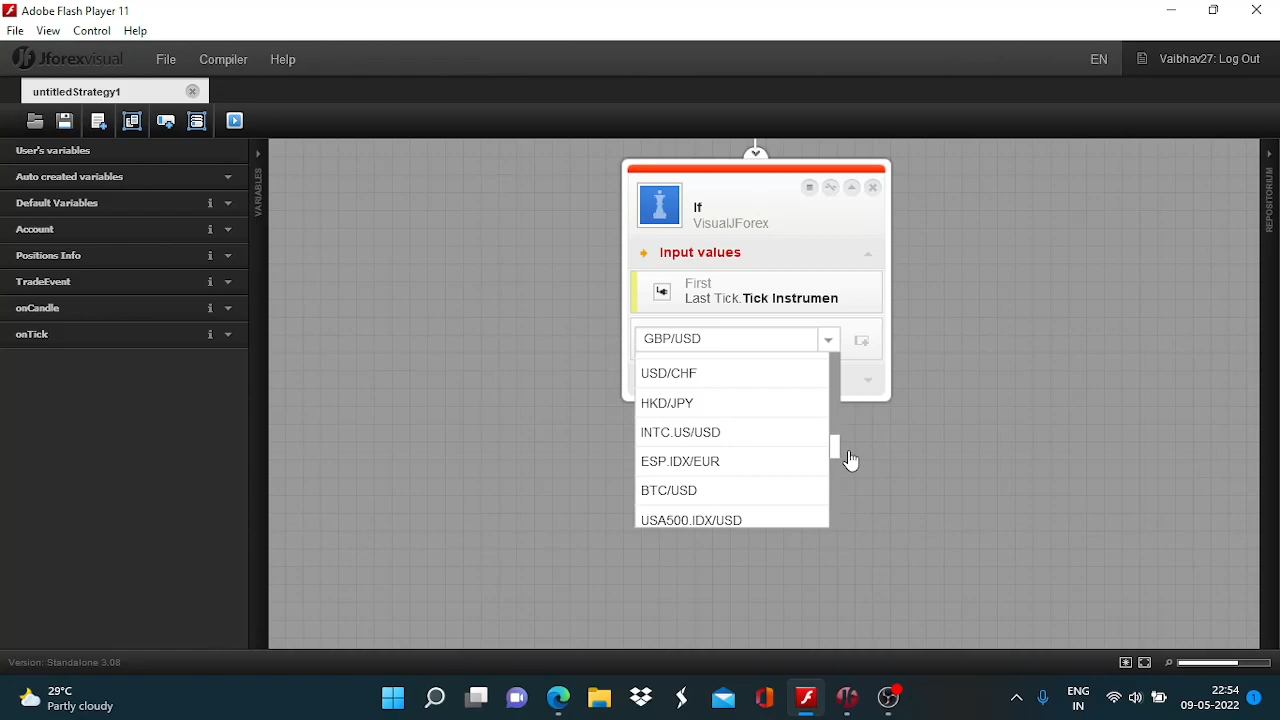 Adobe Flash Player 11
File View Control Help
Jforexvisual File Compiler Help EN Vaibhav27: Log Out
untitledStrategy1
User's variables
Auto created variables
Default Variables
Account
Positions Info
TradeEvent
onCandle
onTick
VARIABLES
If
VisualJForex
Input values
First
Last Tick.Tick Instrumen
GBP/USD
USD/CHF
HKD/JPY
INTC.US/USD
ESP.IDX/EUR
BTC/USD
USA500.IDX/USD
REPOSITORIUM
Version: Standalone 3.08
29°C
Partly cloudy
ENG
IN
22:54
09-05-2022
1